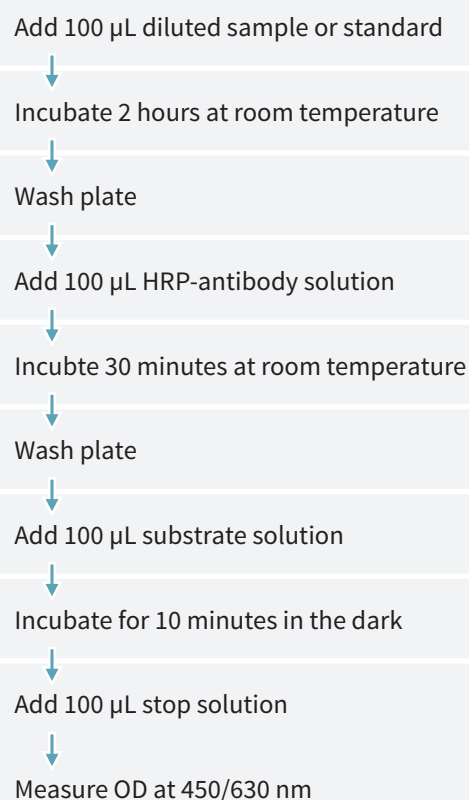 Add 100 µL diluted sample or standard
Incubate 2 hours at room temperature
Wash plate
Add 100 µL HRP-antibody solution
Incubte 30 minutes at room temperature
Wash plate
Add 100 µL substrate solution
Incubate for 10 minutes in the dark
Add 100 µL stop solution
Measure OD at 450/630 nm